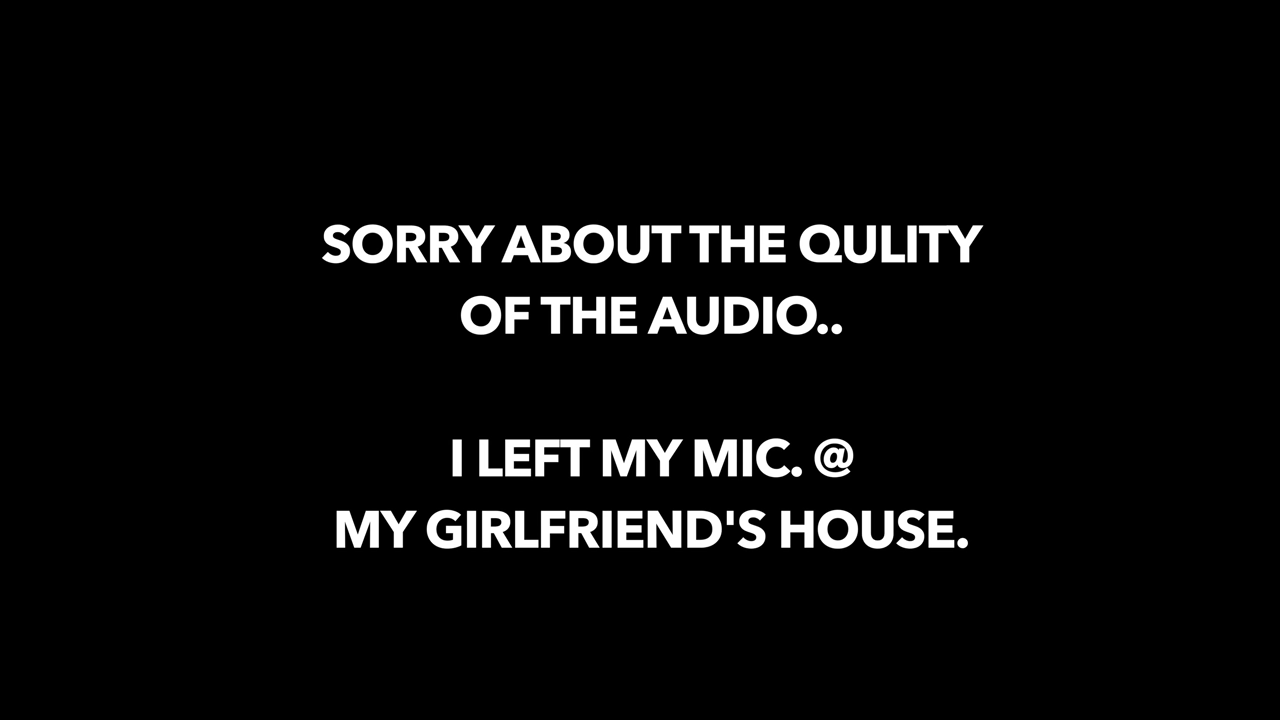 SORRY ABOUT THE QULITY
OF THE AUDIO..
I LEFT MY MIC. @
MY GIRLFRIEND'S HOUSE.